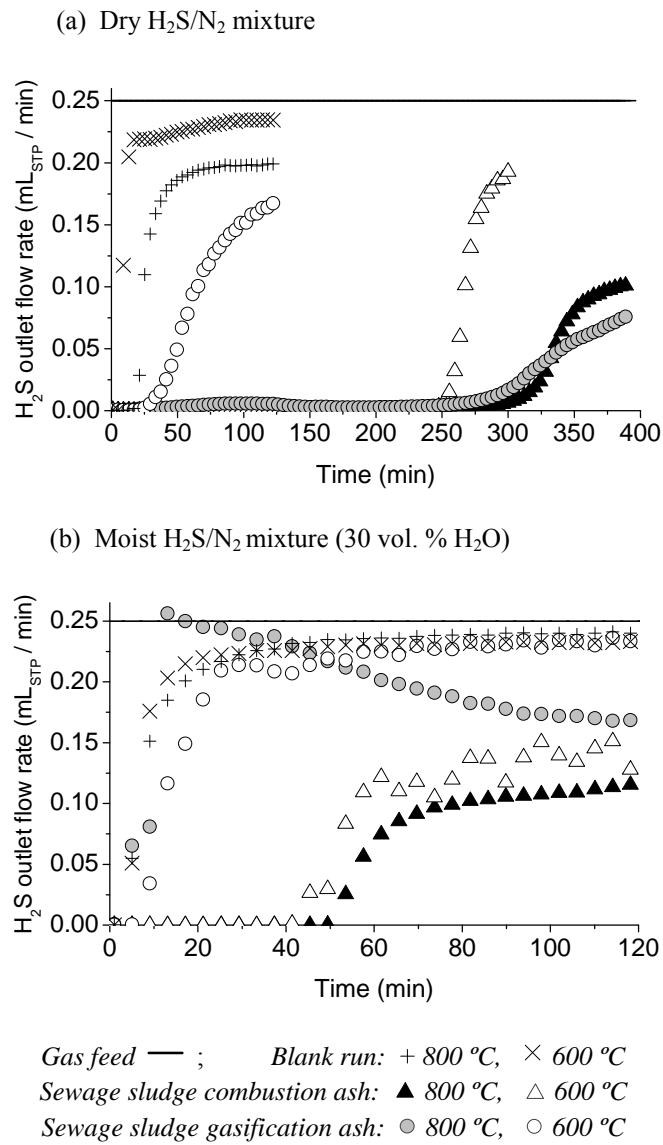 (a) Dry H₂S/N₂ mixture
0.25
0.20
0.15
0.10
0.05
0.00
H₂S outlet flow rate (mL_STP / min)
0 50 100 150 200 250 300 350 400
Time (min)
(b) Moist H₂S/N₂ mixture (30 vol. % H₂O)
0.25
0.20
0.15
0.10
0.05
0.00
H₂S outlet flow rate (mL_STP / min)
0 20 40 60 80 100 120
Time (min)
Gas feed — ; Blank run: + 800 ºC, × 600 ºC
Sewage sludge combustion ash: ▲ 800 ºC, △ 600 ºC
Sewage sludge gasification ash: ● 800 ºC, ○ 600 ºC